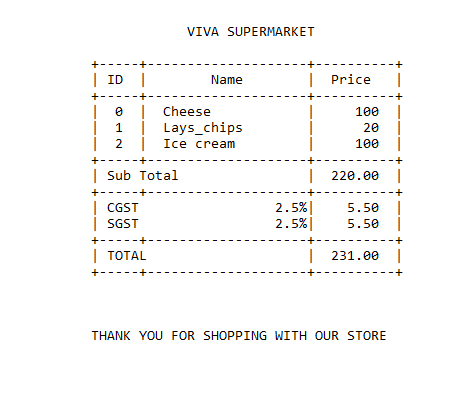 VIVA SUPERMARKET
+-----+--------------------+----------+
| ID  |        Name        |  Price   |
+-----+--------------------+----------+
|  0  |  Cheese            |     100  |
|  1  |  Lays_chips        |      20  |
|  2  |  Ice cream         |     100  |
+-----+--------------------+----------+
| Sub Total                |  220.00  |
+-----+--------------------+----------+
| CGST                 2.5%|    5.50  |
| SGST                 2.5%|    5.50  |
+-----+--------------------+----------+
| TOTAL                    |  231.00  |
+-----+--------------------+----------+
THANK YOU FOR SHOPPING WITH OUR STORE